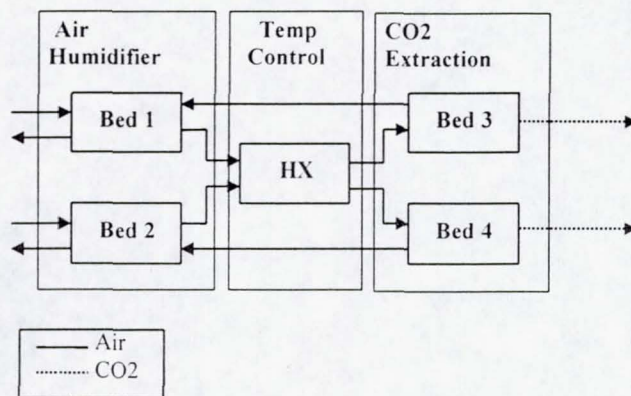 Air
Humidifier
Temp
Control
CO2
Extraction
Bed 1
Bed 3
HX
Bed 2
Bed 4
Air
CO2